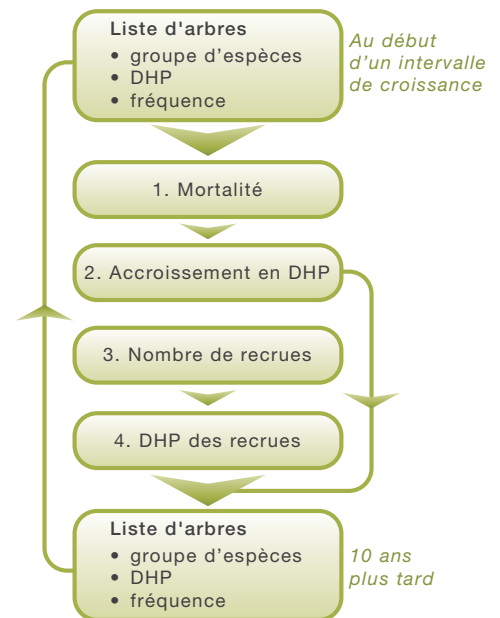 Liste d'arbres
• groupe d'espèces
• DHP
• fréquence
Au début
d'un intervalle
de croissance
1. Mortalité
2. Accroissement en DHP
3. Nombre de recrues
4. DHP des recrues
Liste d'arbres
• groupe d'espèces
• DHP
• fréquence
10 ans
plus tard